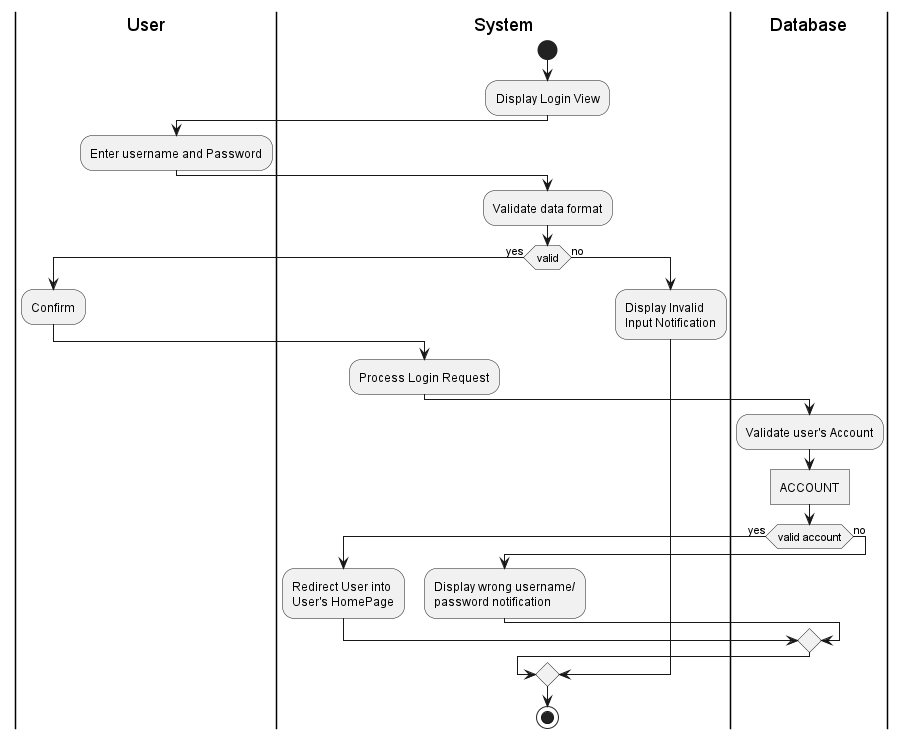 User
System
Database
Display Login View
Enter username and Password
Validate data format
yes
valid
no
Confirm
Display Invalid
Input Notification
Process Login Request
Validate user's Account
ACCOUNT
yes
valid account
no
Redirect User into
User's HomePage
Display wrong username/
password notification